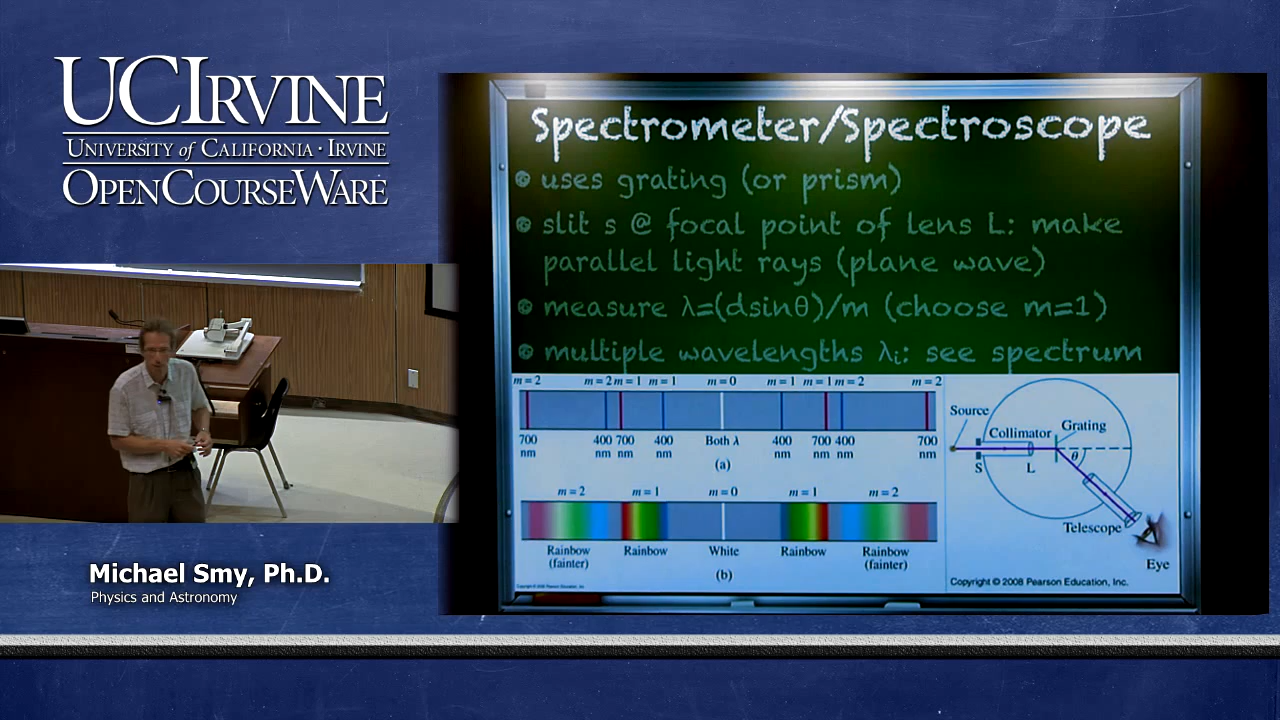 UCIRVINE
UNIVERSITY of CALIFORNIA · IRVINE
OPENCOURSEWARE
Michael Smy, Ph.D.
Physics and Astronomy
Spectrometer/Spectroscope
uses grating (or prism)
slit s @ focal point of lens L: make
parallel light rays (plane wave)
measure λ=(dsinθ)/m (choose m=1)
multiple wavelengths λi: see spectrum
m = 2 m = 2 m = 1 m = 1 m = 0 m = 1 m = 1 m = 2 m = 2
700 nm 400 nm 700 nm 400 nm Both λ 400 nm 700 nm 400 nm 700 nm
(a)
m = 2 m = 1 m = 0 m = 1 m = 2
Rainbow (fainter) Rainbow White Rainbow Rainbow (fainter)
(b)
Source
Collimator
Grating
S
L
θ
Telescope
Eye
Copyright © 2008 Pearson Education, Inc.